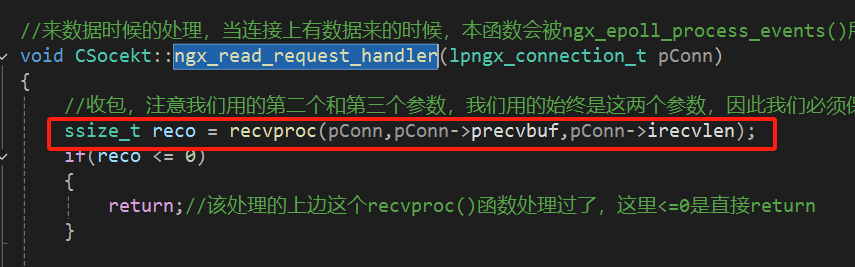 //来数据时候的处理，当连接上有数据来的时候，本函数会被ngx_epoll_process_events()所
void CSocekt::ngx_read_request_handler(lpngx_connection_t pConn)
{
//收包，注意我们用的第二个和第三个参数，我们用的始终是这两个参数，因此我们必须保
ssize_t reco = recvproc(pConn,pConn->precvbuf,pConn->irecvlen);
if(reco <= 0)
{
return;//该处理的上边这个recvproc()函数处理过了，这里<=0是直接return
}